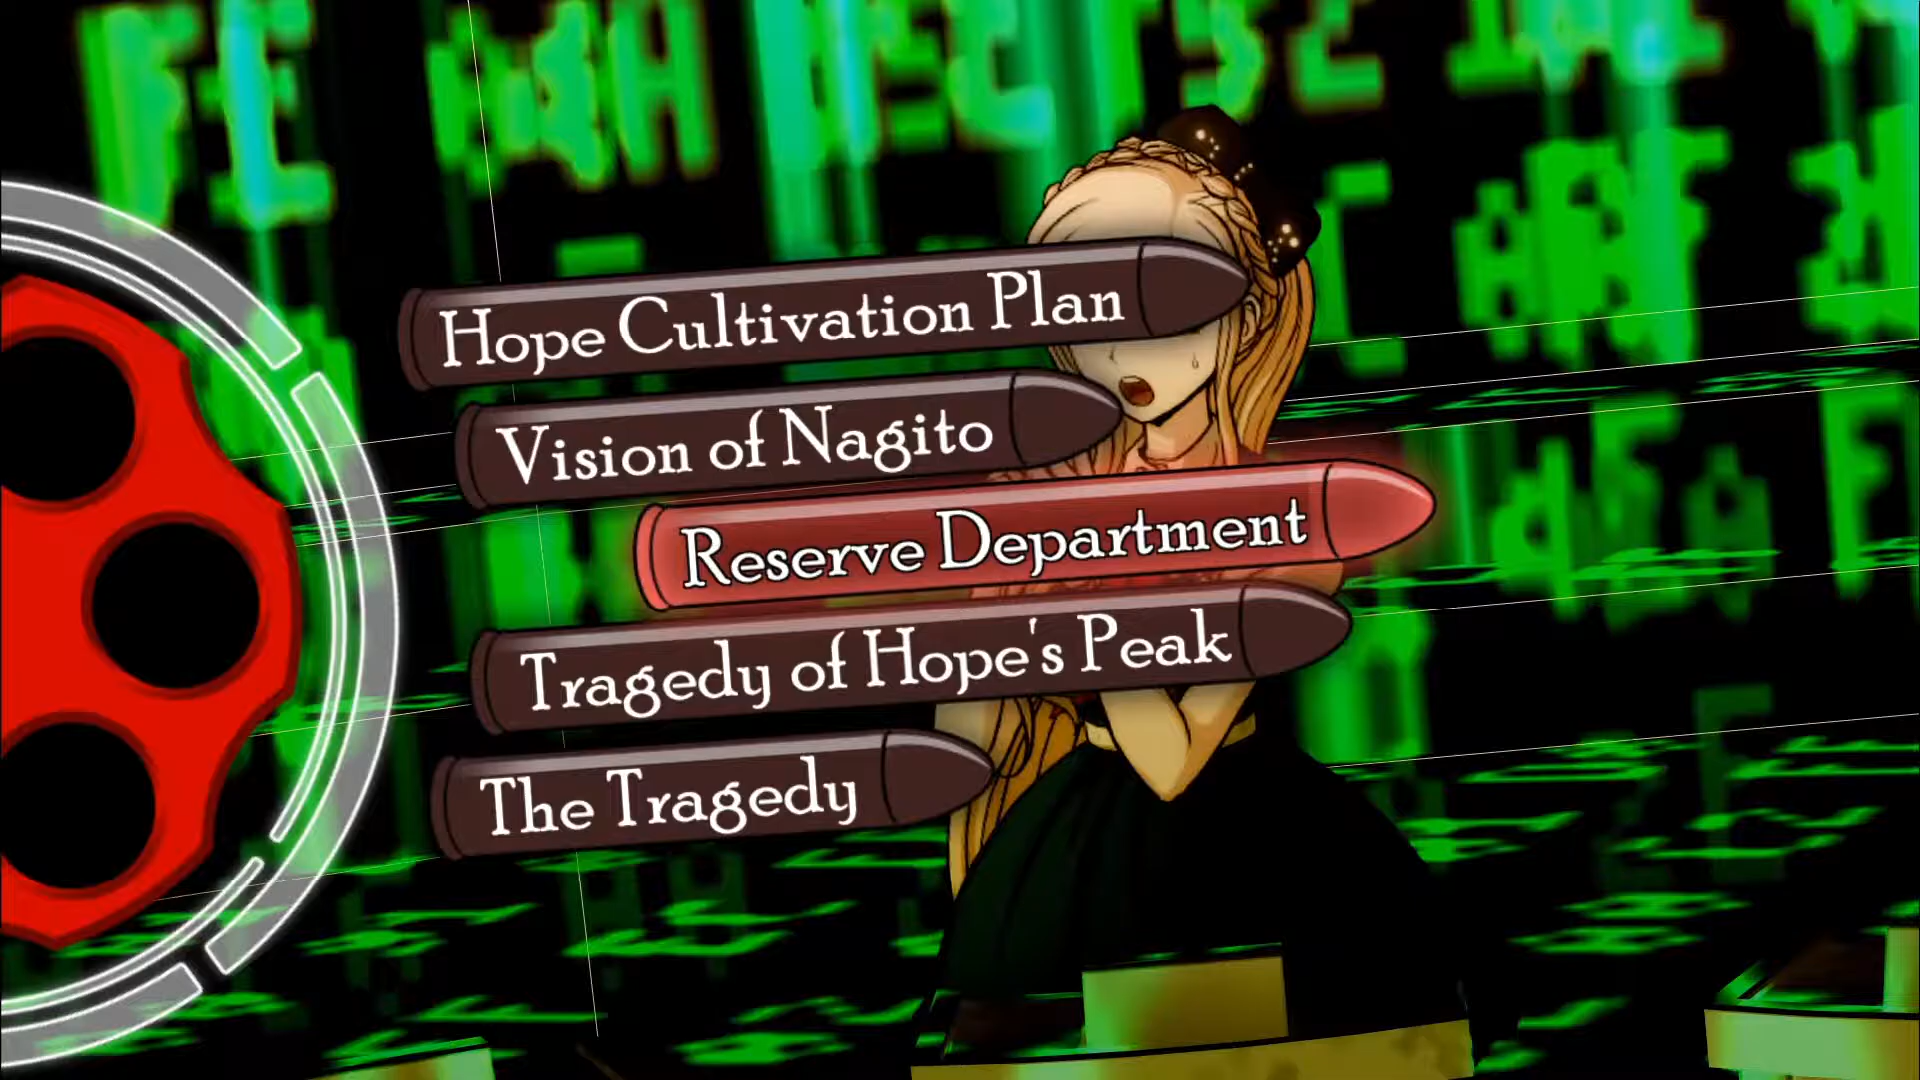 Hope Cultivation Plan
Vision of Nagito
Reserve Department
Tragedy of Hope's Peak
The Tragedy